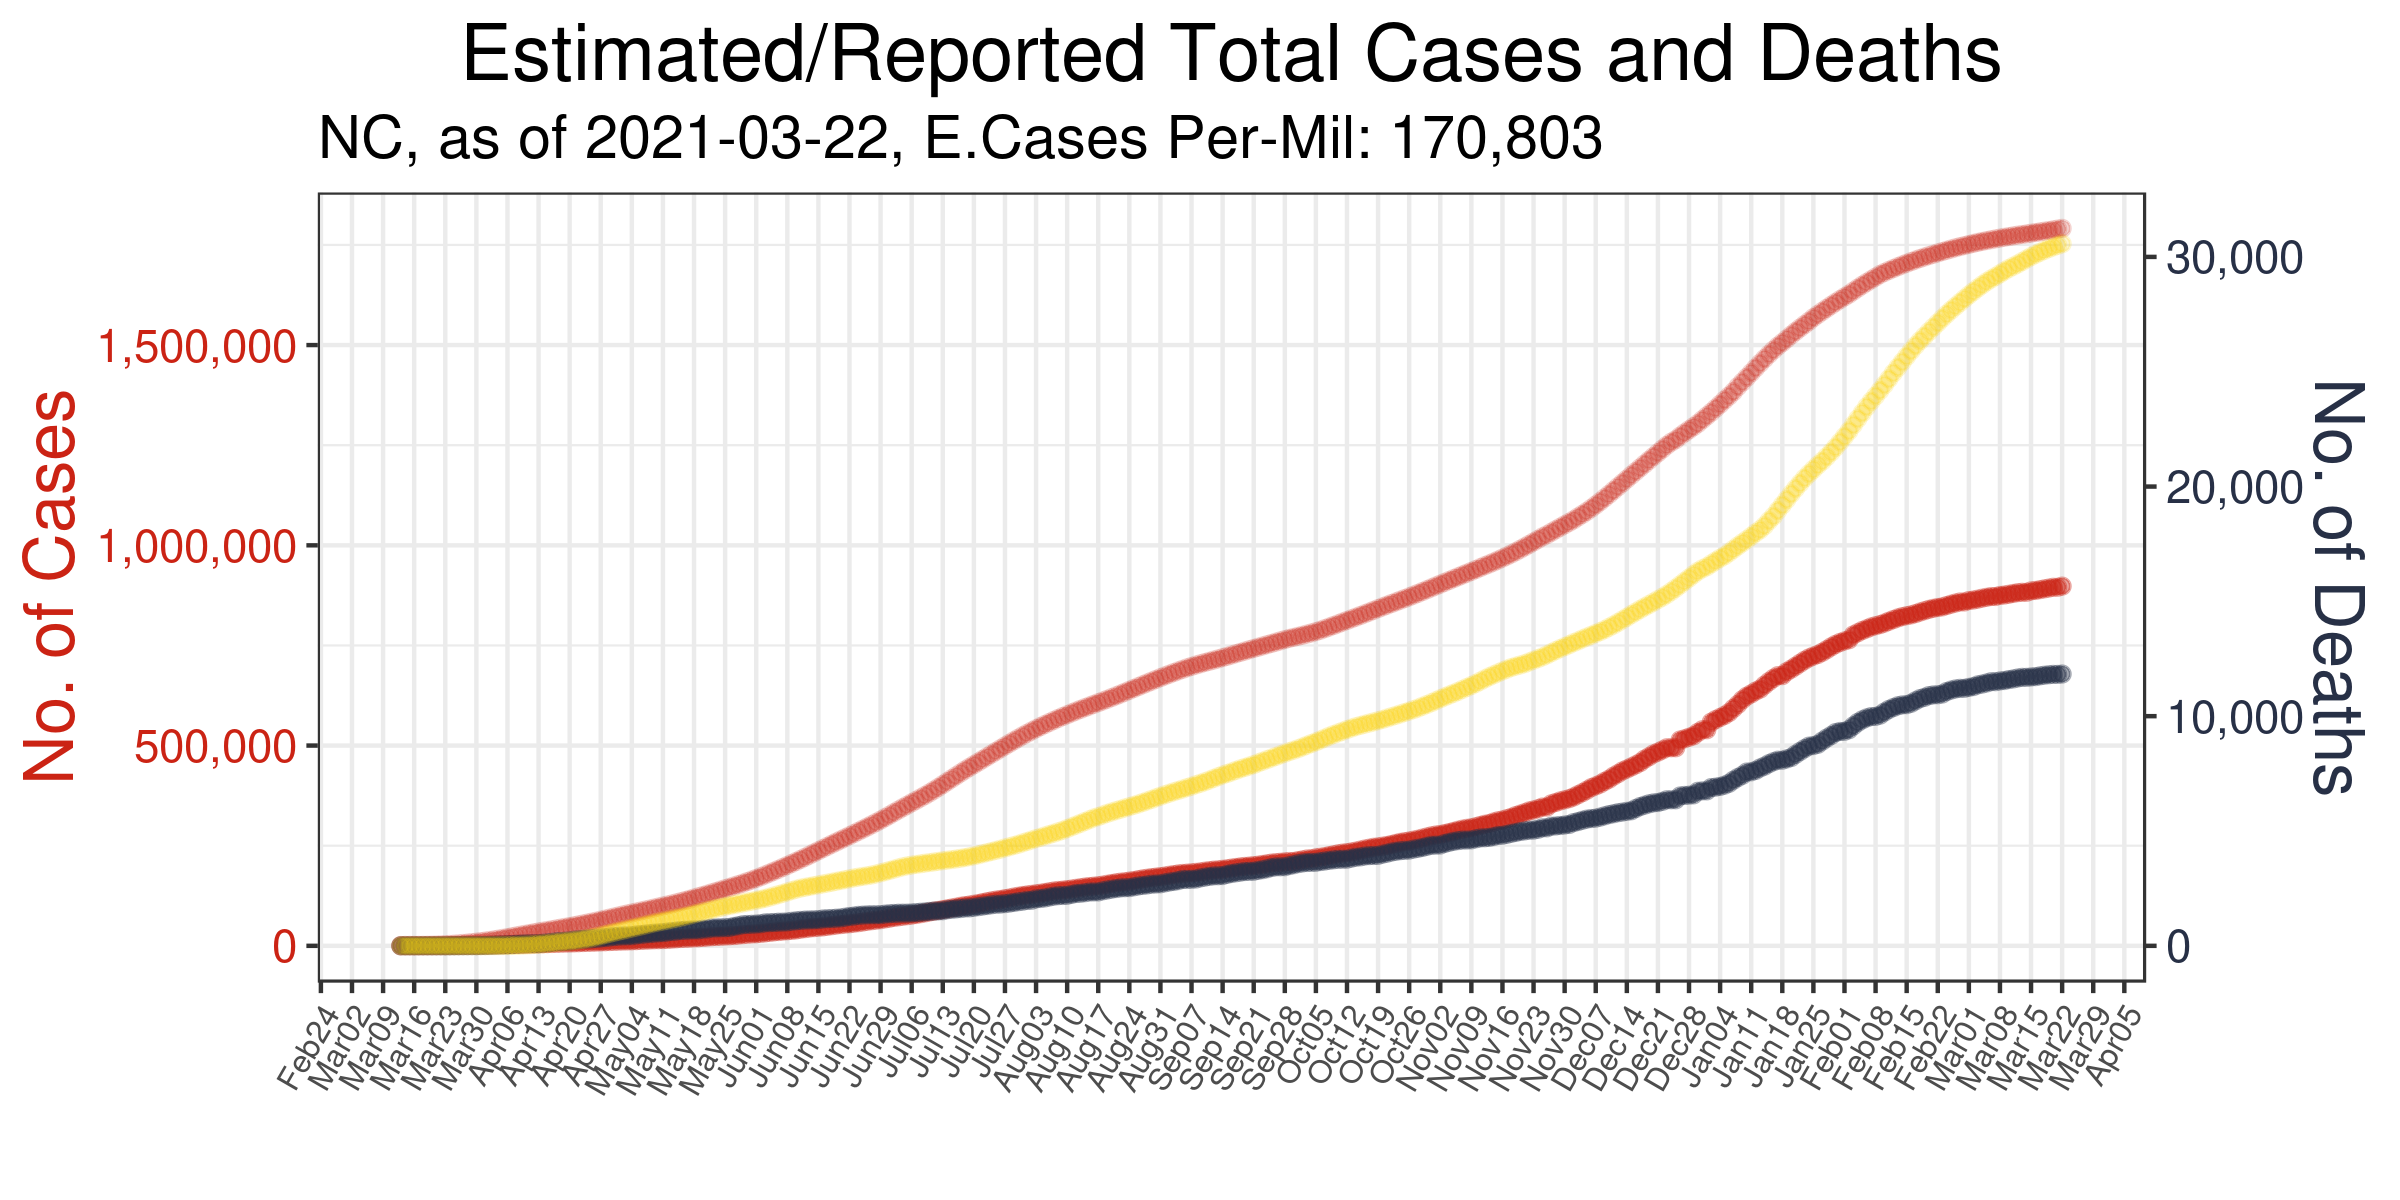 Estimated/Reported Total Cases and Deaths
NC, as of 2021-03-22, E.Cases Per-Mil: 170,803
No. of Cases
1,500,000
1,000,000
500,000
0
30,000
20,000
10,000
0
No. of Deaths
Feb24
Mar02
Mar09
Mar16
Mar23
Mar30
Apr06
Apr13
Apr20
Apr27
May04
May11
May18
May25
Jun01
Jun08
Jun15
Jun22
Jun29
Jul06
Jul13
Jul20
Jul27
Aug03
Aug10
Aug17
Aug24
Aug31
Sep07
Sep14
Sep21
Sep28
Oct05
Oct12
Oct19
Oct26
Nov02
Nov09
Nov16
Nov23
Nov30
Dec07
Dec14
Dec21
Dec28
Jan04
Jan11
Jan18
Jan25
Feb01
Feb08
Feb15
Feb22
Mar01
Mar08
Mar15
Mar22
Mar29
Apr05